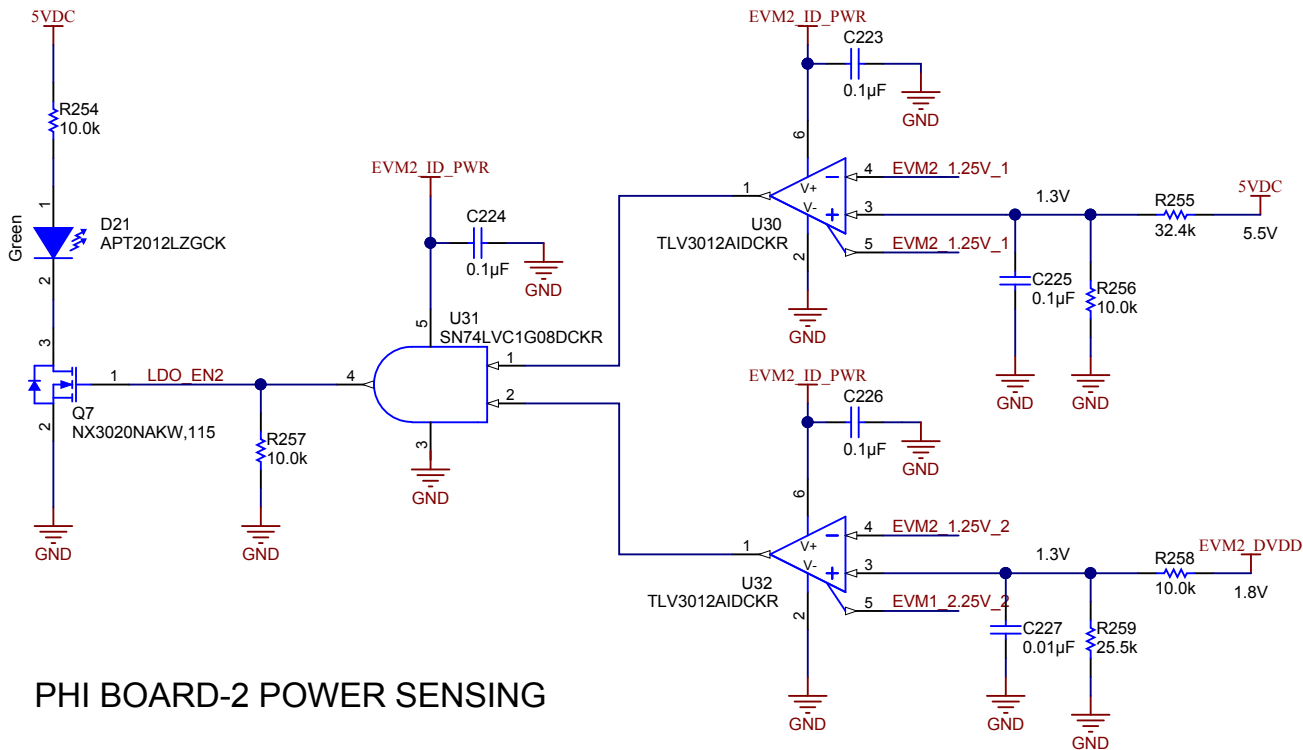 5VDC
R254
10.0k
1
Green
D21
APT2012LZGCK
2
3
1
LDO_EN2
Q7
NX3020NAKW,115
2
GND
R257
10.0k
GND
EVM2_ID_PWR
C224
0.1µF
GND
5
U31
SN74LVC1G08DCKR
4
1
2
3
GND
EVM2_ID_PWR
C223
0.1µF
GND
6
1
V+
V-
4
EVM2_1.25V_1
3
5
EVM2_1.25V_1
U30
TLV3012AIDCKR
2
GND
1.3V
R255
32.4k
5VDC
5.5V
C225
0.1µF
R256
10.0k
GND
GND
EVM2_ID_PWR
C226
0.1µF
GND
6
1
V+
V-
4
EVM2_1.25V_2
3
5
EVM1_2.25V_2
U32
TLV3012AIDCKR
2
GND
1.3V
R258
10.0k
EVM2_DVDD
1.8V
C227
0.01µF
R259
25.5k
GND
GND
PHI BOARD-2 POWER SENSING